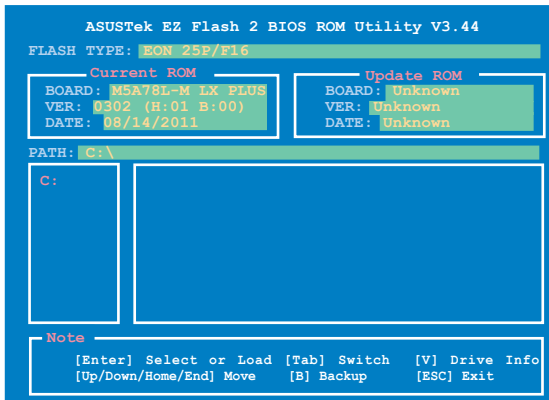 ASUSTek EZ Flash 2 BIOS ROM Utility V3.44
FLASH TYPE: EON 25P/F16
Current ROM
BOARD: M5A78L-M LX PLUS
VER: 0302 (H:01 B:00)
DATE: 08/14/2011
Update ROM
BOARD: Unknown
VER: Unknown
DATE: Unknown
PATH: C:\
C:
Note
[Enter] Select or Load [Tab] Switch [V] Drive Info
[Up/Down/Home/End] Move [B] Backup [ESC] Exit